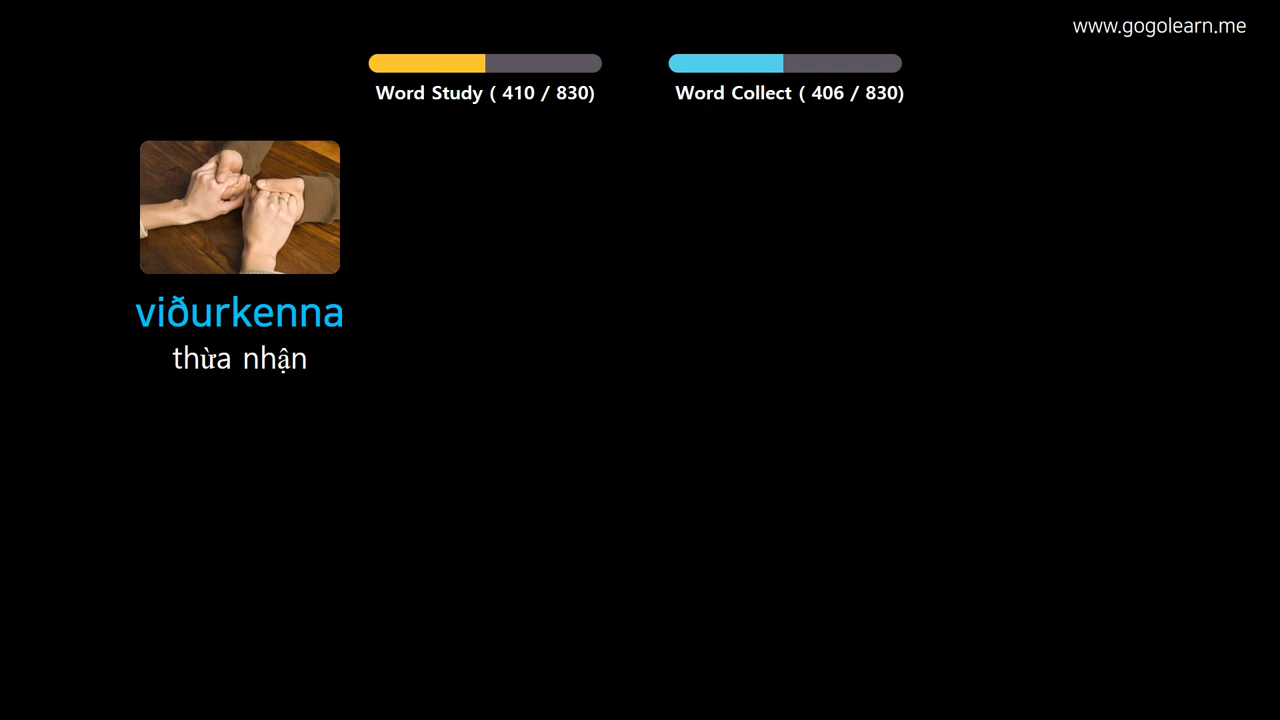 www.gogolearn.me
Word Study ( 410 / 830)
Word Collect ( 406 / 830)
viðurkenna
thừa nhận